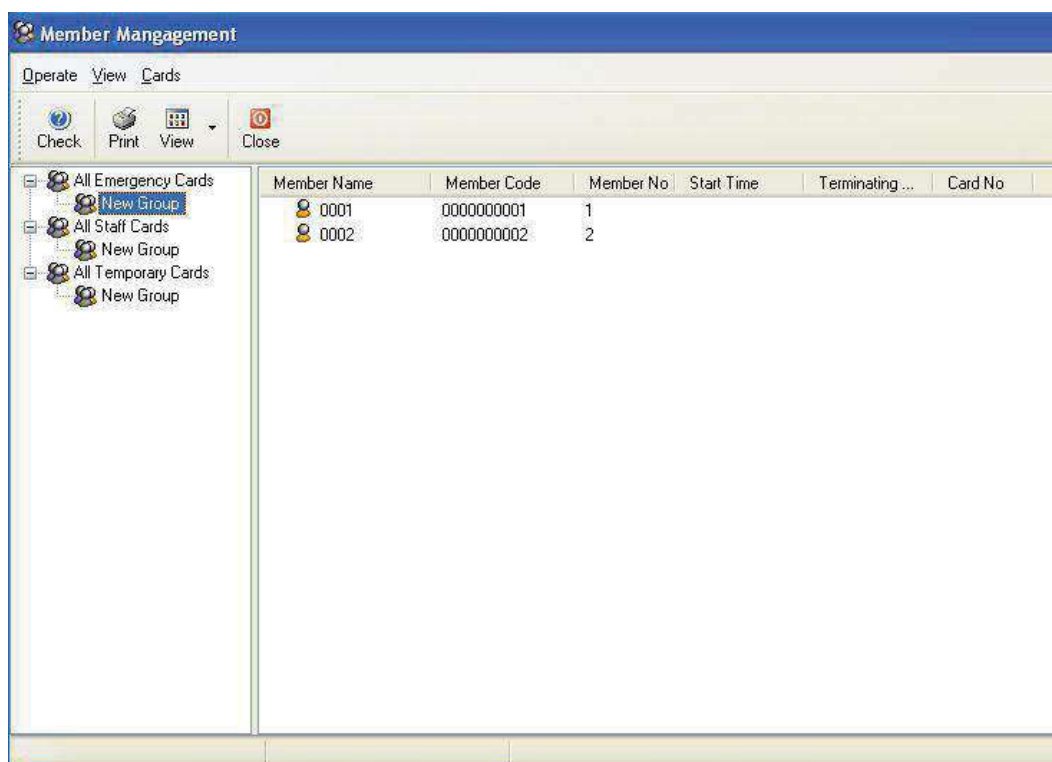 Member Mangagement
Operate View Cards
Check Print View Close
All Emergency Cards
New Group
All Staff Cards
New Group
All Temporary Cards
New Group
Member Name Member Code Member No Start Time Terminating ... Card No
0001 0000000001 1
0002 0000000002 2